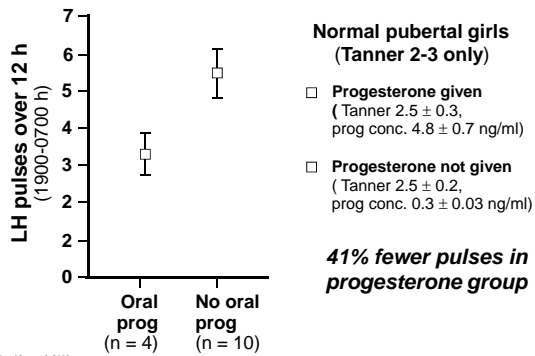 7
6
5
4
3
2
2
0
LH pulses over 12 h
(1900-0700 h)
Oral
prog
(n = 4)
No oral
prog
(n = 10)
Normal pubertal girls
(Tanner 2-3 only)
Progesterone given
( Tanner 2.5 ± 0.3,
prog conc. 4.8 ± 0.7 ng/ml)
Progesterone not given
( Tanner 2.5 ± 0.2,
prog conc. 0.3 ± 0.03 ng/ml)
41% fewer pulses in
progesterone group